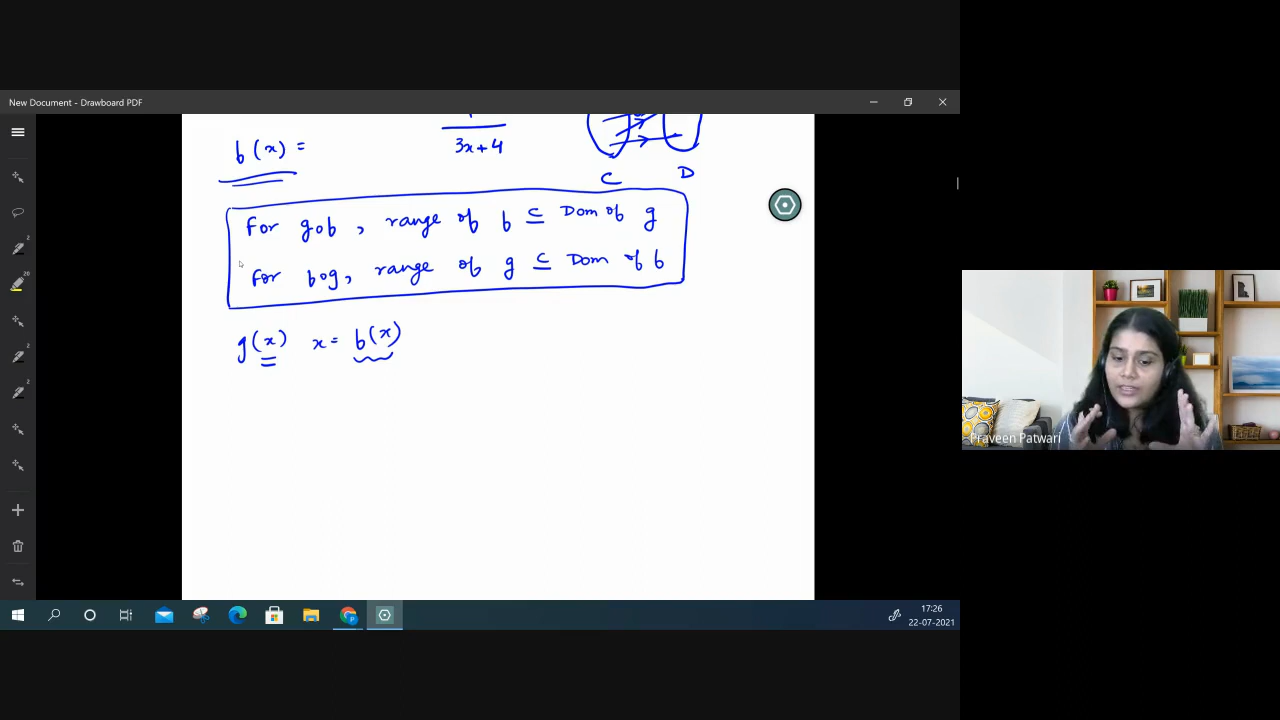 New Document - Drawboard PDF
b(x) =
3x+4
C
D
For gob, range of b ⊆ Dom of g
For bog, range of g ⊆ Dom of b
g(x) x = b(x)
Praveen Patwari
17:26
22-07-2021